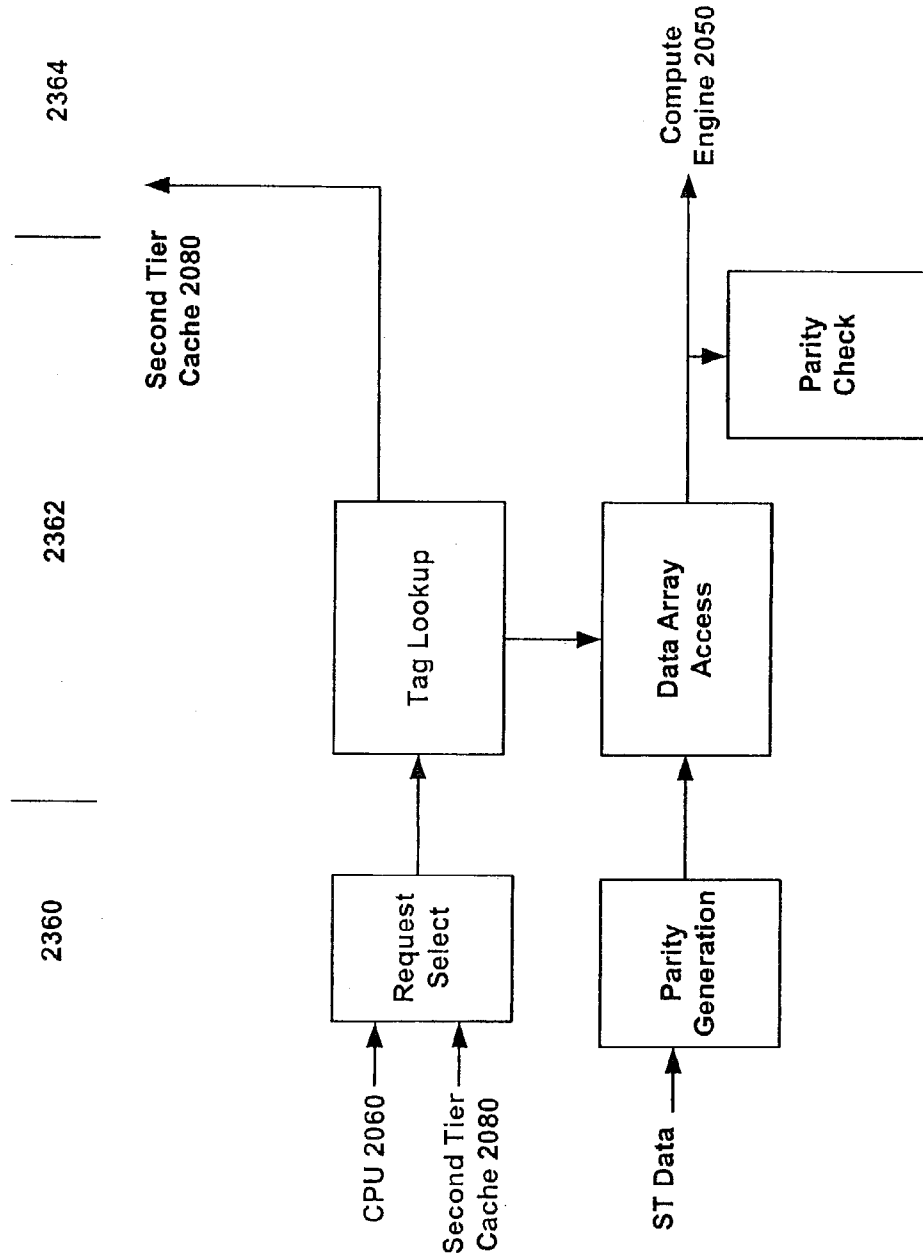 2360
2362
2364
CPU 2060
Second Tier
Cache 2080
Request
Select
Tag Lookup
Second Tier
Cache 2080
ST Data
Parity
Generation
Data Array
Access
Parity
Check
Compute
Engine 2050